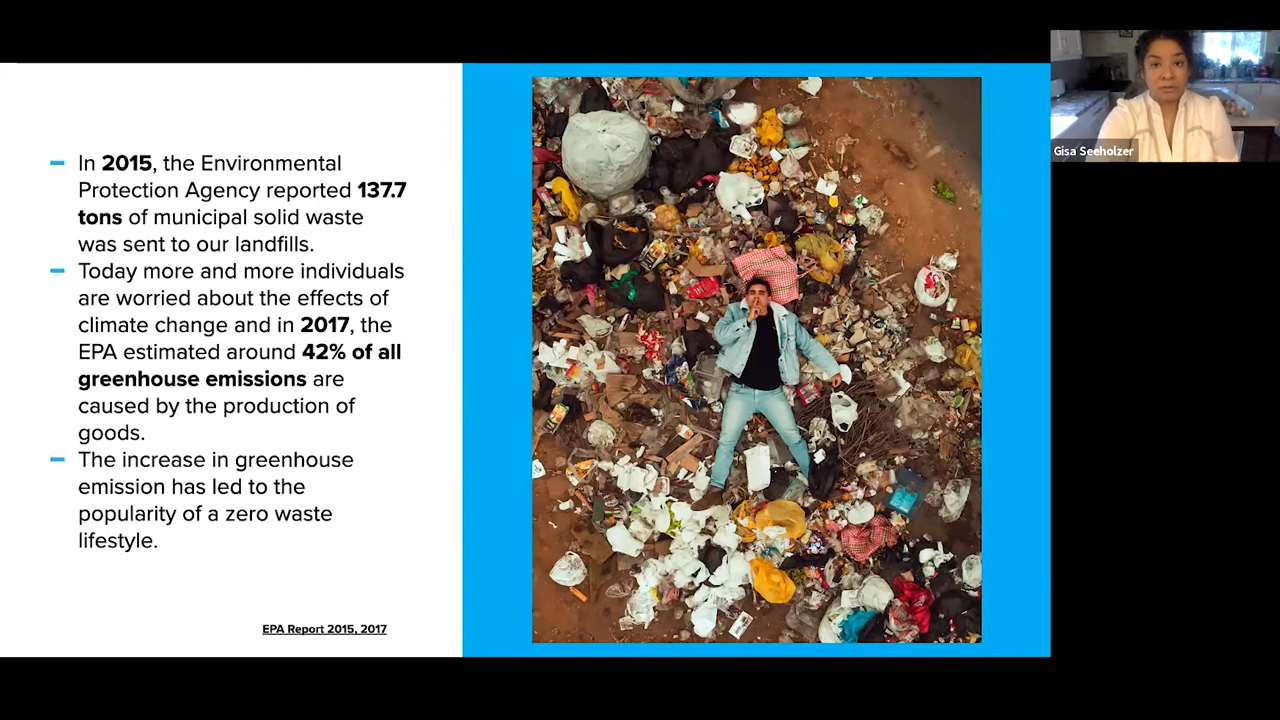 In 2015, the Environmental
Protection Agency reported 137.7
tons of municipal solid waste
was sent to our landfills.
Today more and more individuals
are worried about the effects of
climate change and in 2017, the
EPA estimated around 42% of all
greenhouse emissions are
caused by the production of
goods.
The increase in greenhouse
emission has led to the
popularity of a zero waste
lifestyle.
EPA Report 2015, 2017
Gisa Seeholzer